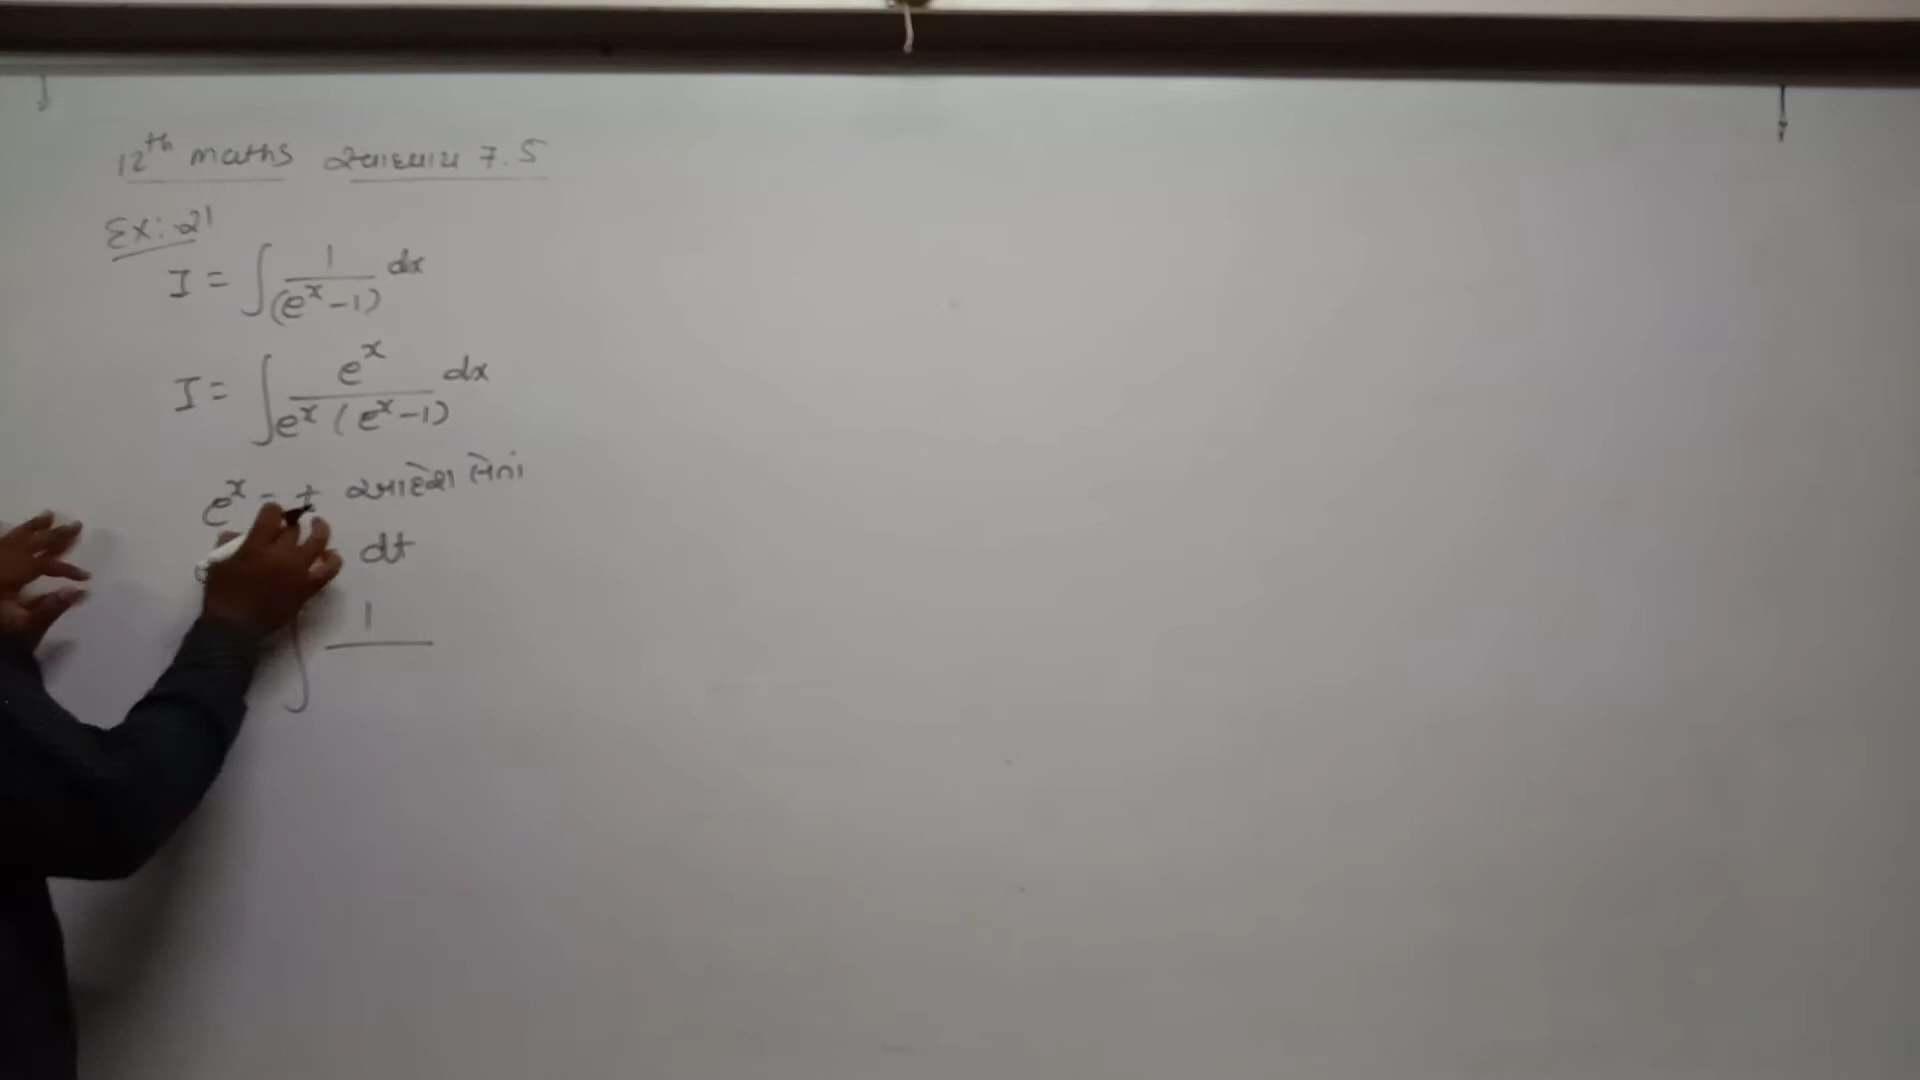 12th maths સ્વાધ્યાય 7.5
Ex: 21
I = ∫ 1/(e^x - 1) dx
I = ∫ e^x/(e^x (e^x - 1)) dx
e^x = t આદેશ લેતાં
dt
∫ 1/